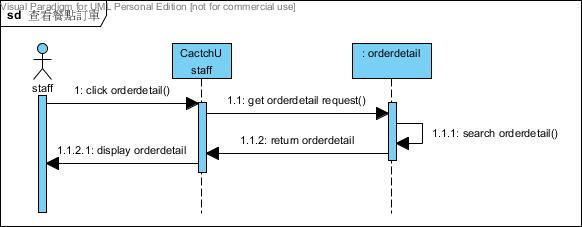 Visual Paradigm for UML Personal Edition [not for commercial use]
sd 查看餐點訂單
CactchU
staff
: orderdetail
staff
1: click orderdetail()
1.1: get orderdetail request()
1.1.1: search orderdetail()
1.1.2: return orderdetail
1.1.2.1: display orderdetail